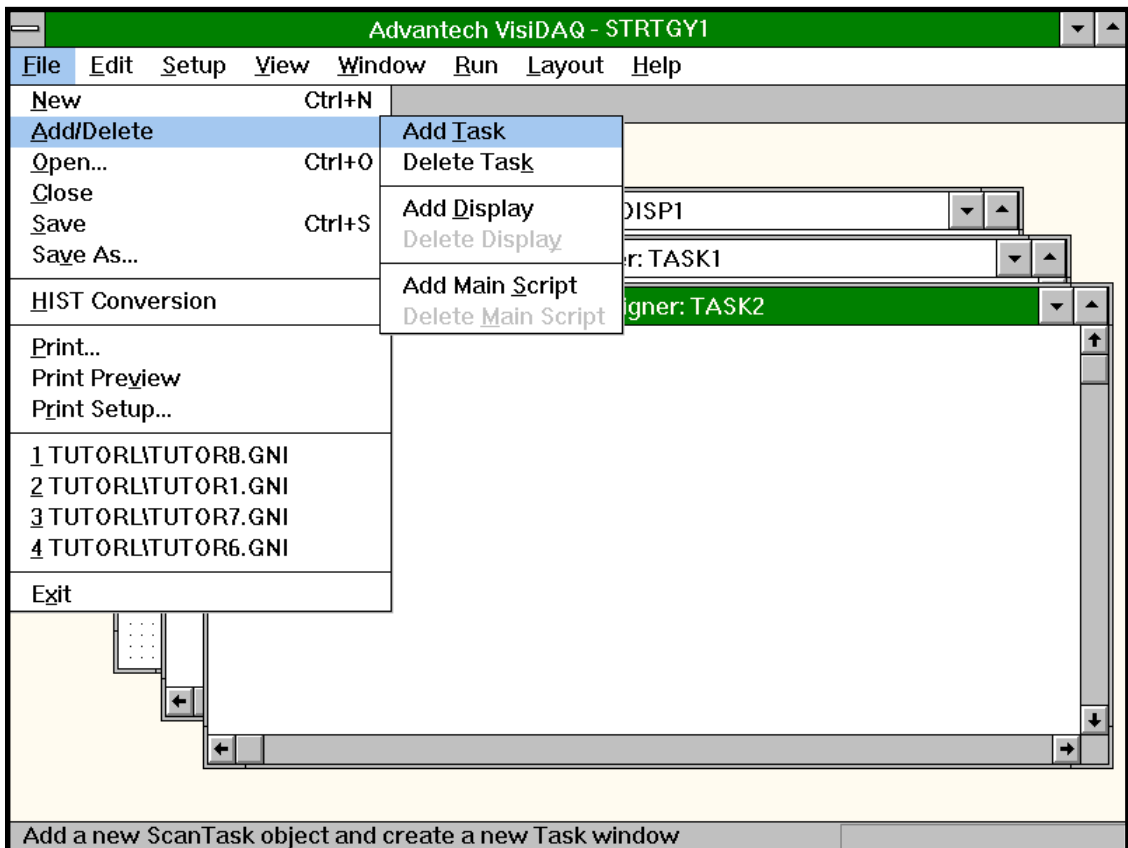 Advantech VisiDAQ - STRTGY1
File Edit Setup View Window Run Layout Help
New Ctrl+N
Add/Delete
Open... Ctrl+O
Close
Save Ctrl+S
Save As...
HIST Conversion
Print...
Print Preview
Print Setup...
1 TUTORL\TUTOR8.GNI
2 TUTORL\TUTOR1.GNI
3 TUTORL\TUTOR7.GNI
4 TUTORL\TUTOR6.GNI
Exit
Add Task
Delete Task
Add Display
Delete Display
Add Main Script
Delete Main Script
DISP1
r: TASK1
igner: TASK2
Add a new ScanTask object and create a new Task window